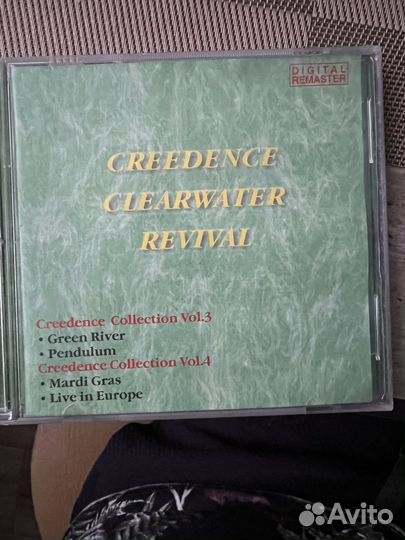 DIGITAL
REMASTER
CREEDENCE
CLEARWATER
REVIVAL
Creedence Collection Vol.3
• Green River
• Pendulum
Creedence Collection Vol.4
• Mardi Gras
• Live in Europe
Avito